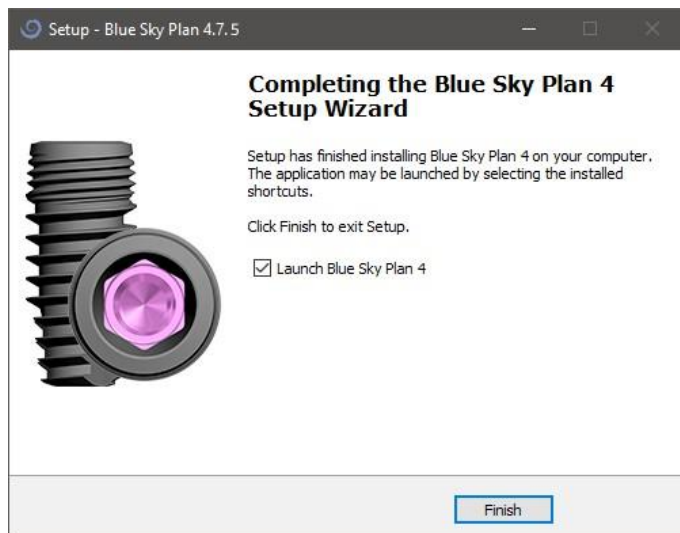 Setup - Blue Sky Plan 4.7.5
Completing the Blue Sky Plan 4
Setup Wizard
Setup has finished installing Blue Sky Plan 4 on your computer.
The application may be launched by selecting the installed
shortcuts.
Click Finish to exit Setup.
Launch Blue Sky Plan 4
Finish